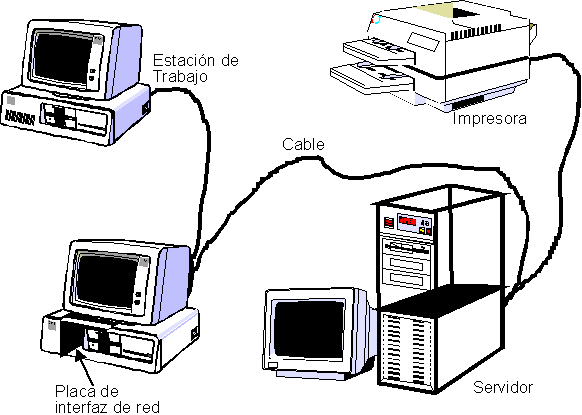 Estación de
Trabajo
Impresora
Cable
Servidor
Placa de
interfaz de red